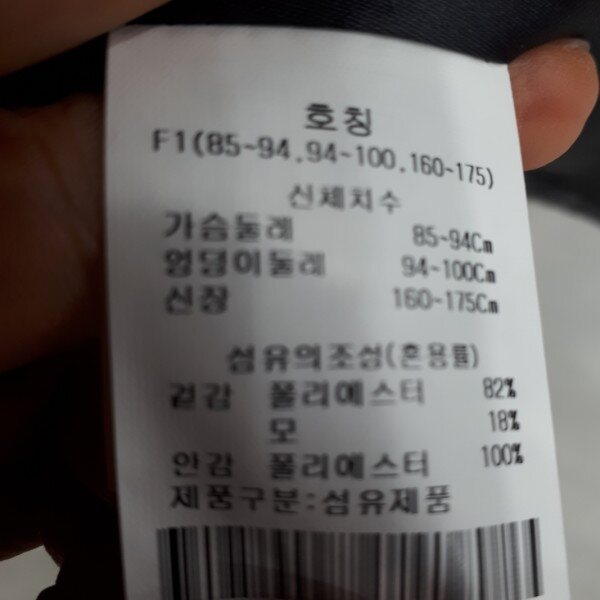 호칭
F1(85~94.94~100.160~175)
신체치수
가슴둘레 85~94Cm
엉덩이둘레 94~100Cm
신장 160~175Cm
섬유의조성(혼용률)
겉감 폴리에스터 82%
모 18%
안감 폴리에스터 100%
제품구분:섬유제품